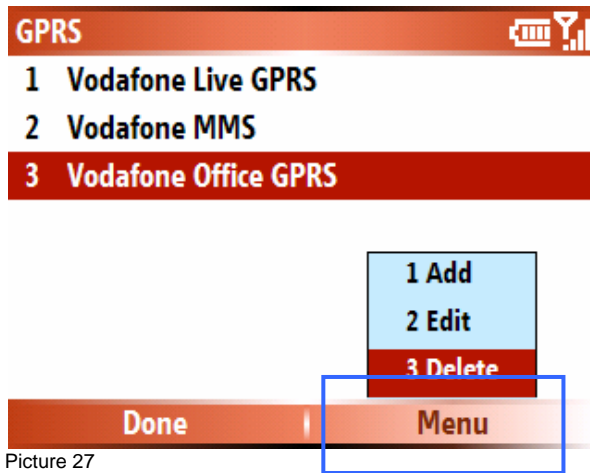 GPRS
1 Vodafone Live GPRS
2 Vodafone MMS
3 Vodafone Office GPRS
1 Add
2 Edit
3 Delete
Done Menu
Picture 27